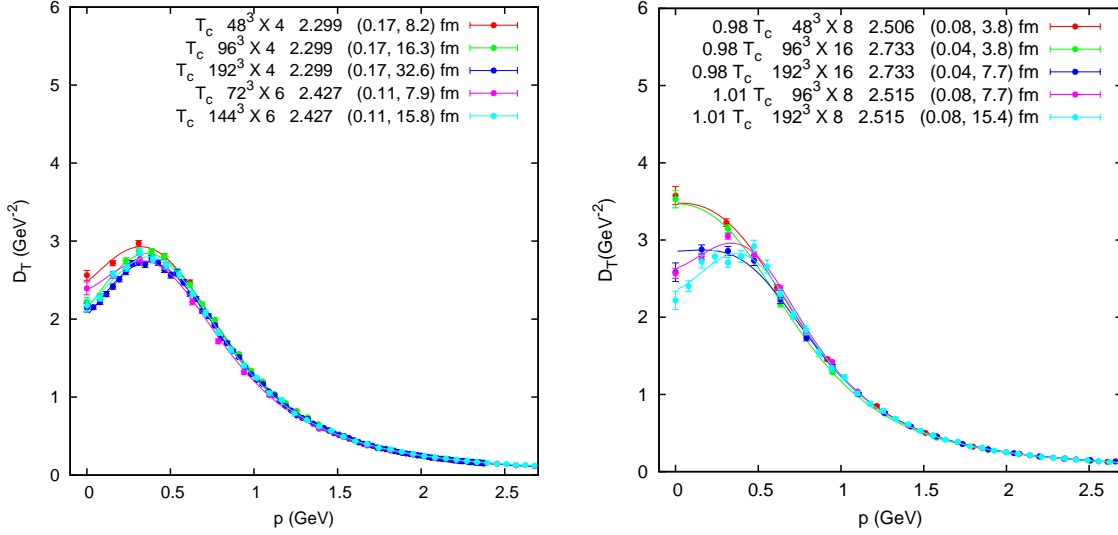 T_c 48^3 X 4 2.299 (0.17, 8.2) fm
T_c 96^3 X 4 2.299 (0.17, 16.3) fm
T_c 192^3 X 4 2.299 (0.17, 32.6) fm
T_c 72^3 X 6 2.427 (0.11, 7.9) fm
T_c 144^3 X 6 2.427 (0.11, 15.8) fm
6
5
4
3
2
1
0
D_T (GeV^-2)
0 0.5 1 1.5 2 2.5
p (GeV)
0.98 T_c 48^3 X 8 2.506 (0.08, 3.8) fm
0.98 T_c 96^3 X 16 2.733 (0.04, 3.8) fm
0.98 T_c 192^3 X 16 2.733 (0.04, 7.7) fm
1.01 T_c 96^3 X 8 2.515 (0.08, 7.7) fm
1.01 T_c 192^3 X 8 2.515 (0.08, 15.4) fm
6
5
4
3
2
1
0
D_T(GeV^-2)
0 0.5 1 1.5 2 2.5
p (GeV)